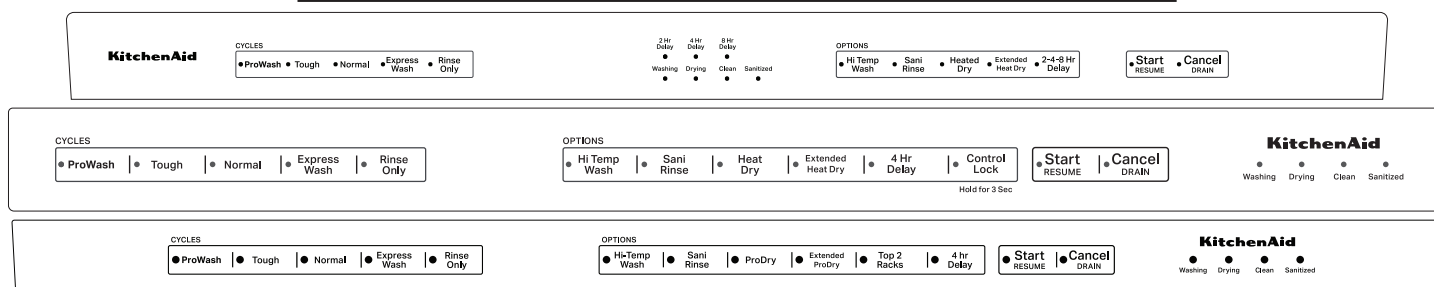 2 Hr Delay 4 Hr Delay 8 Hr Delay
KitchenAid
CYCLES
ProWash Tough Normal Express Wash Rinse Only
Washing Drying Clean Sanitized
OPTIONS
Hi Temp Wash Sani Rinse Heated Dry Extended Heat Dry 2-4-8 Hr Delay
Start RESUME Cancel DRAIN
CYCLES
ProWash Tough Normal Express Wash Rinse Only
OPTIONS
Hi Temp Wash Sani Rinse Heat Dry Extended Heat Dry 4 Hr Delay Control Lock
Hold for 3 Sec
Start RESUME Cancel DRAIN
KitchenAid
Washing Drying Clean Sanitized
CYCLES
ProWash Tough Normal Express Wash Rinse Only
OPTIONS
Hi-Temp Wash Sani Rinse ProDry Extended ProDry Top 2 Racks 4 hr Delay
Start RESUME Cancel DRAIN
KitchenAid
Washing Drying Clean Sanitized